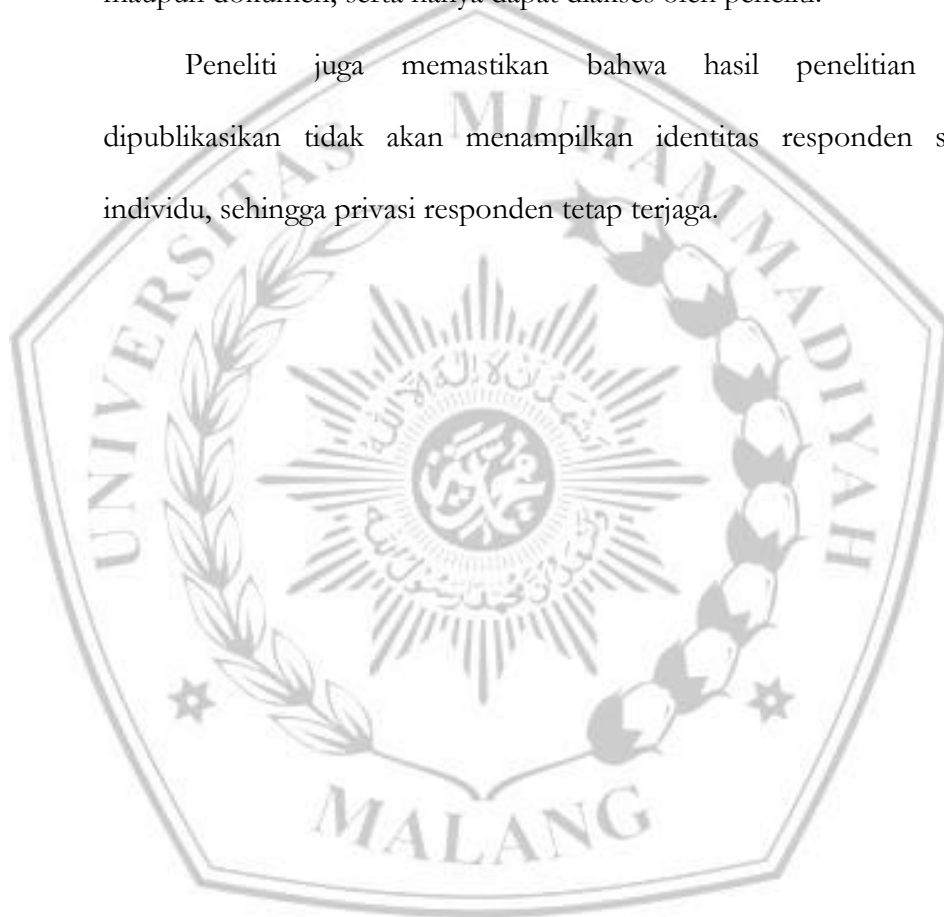 maupun dokumen, serta hanya dapat diakses oleh peneliti.
Peneliti juga memastikan bahwa hasil penelitian
dipublikasikan tidak akan menampilkan identitas responden s
individu, sehingga privasi responden tetap terjaga.
UNIVERSITAS MUHAMMADIYAH
MALANG